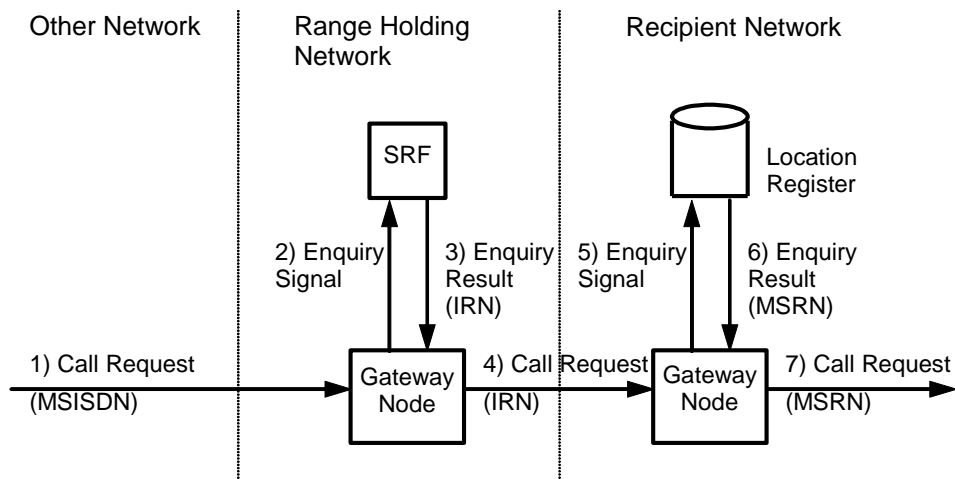 Other Network
Range Holding
Network
Recipient Network
SRF
Location
Register
2) Enquiry
Signal
3) Enquiry
Result
(IRN)
5) Enquiry
Signal
6) Enquiry
Result
(MSRN)
1) Call Request
(MSISDN)
Gateway
Node
4) Call Request
(IRN)
Gateway
Node
7) Call Request
(MSRN)